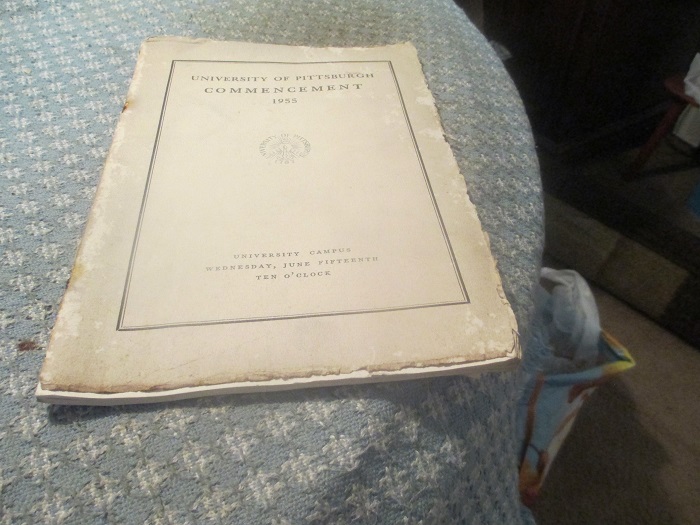 UNIVERSITY OF PITTSBURGH
COMMENCEMENT
1955
UNIVERSITY CAMPUS
WEDNESDAY, JUNE FIFTEENTH
TEN O'CLOCK